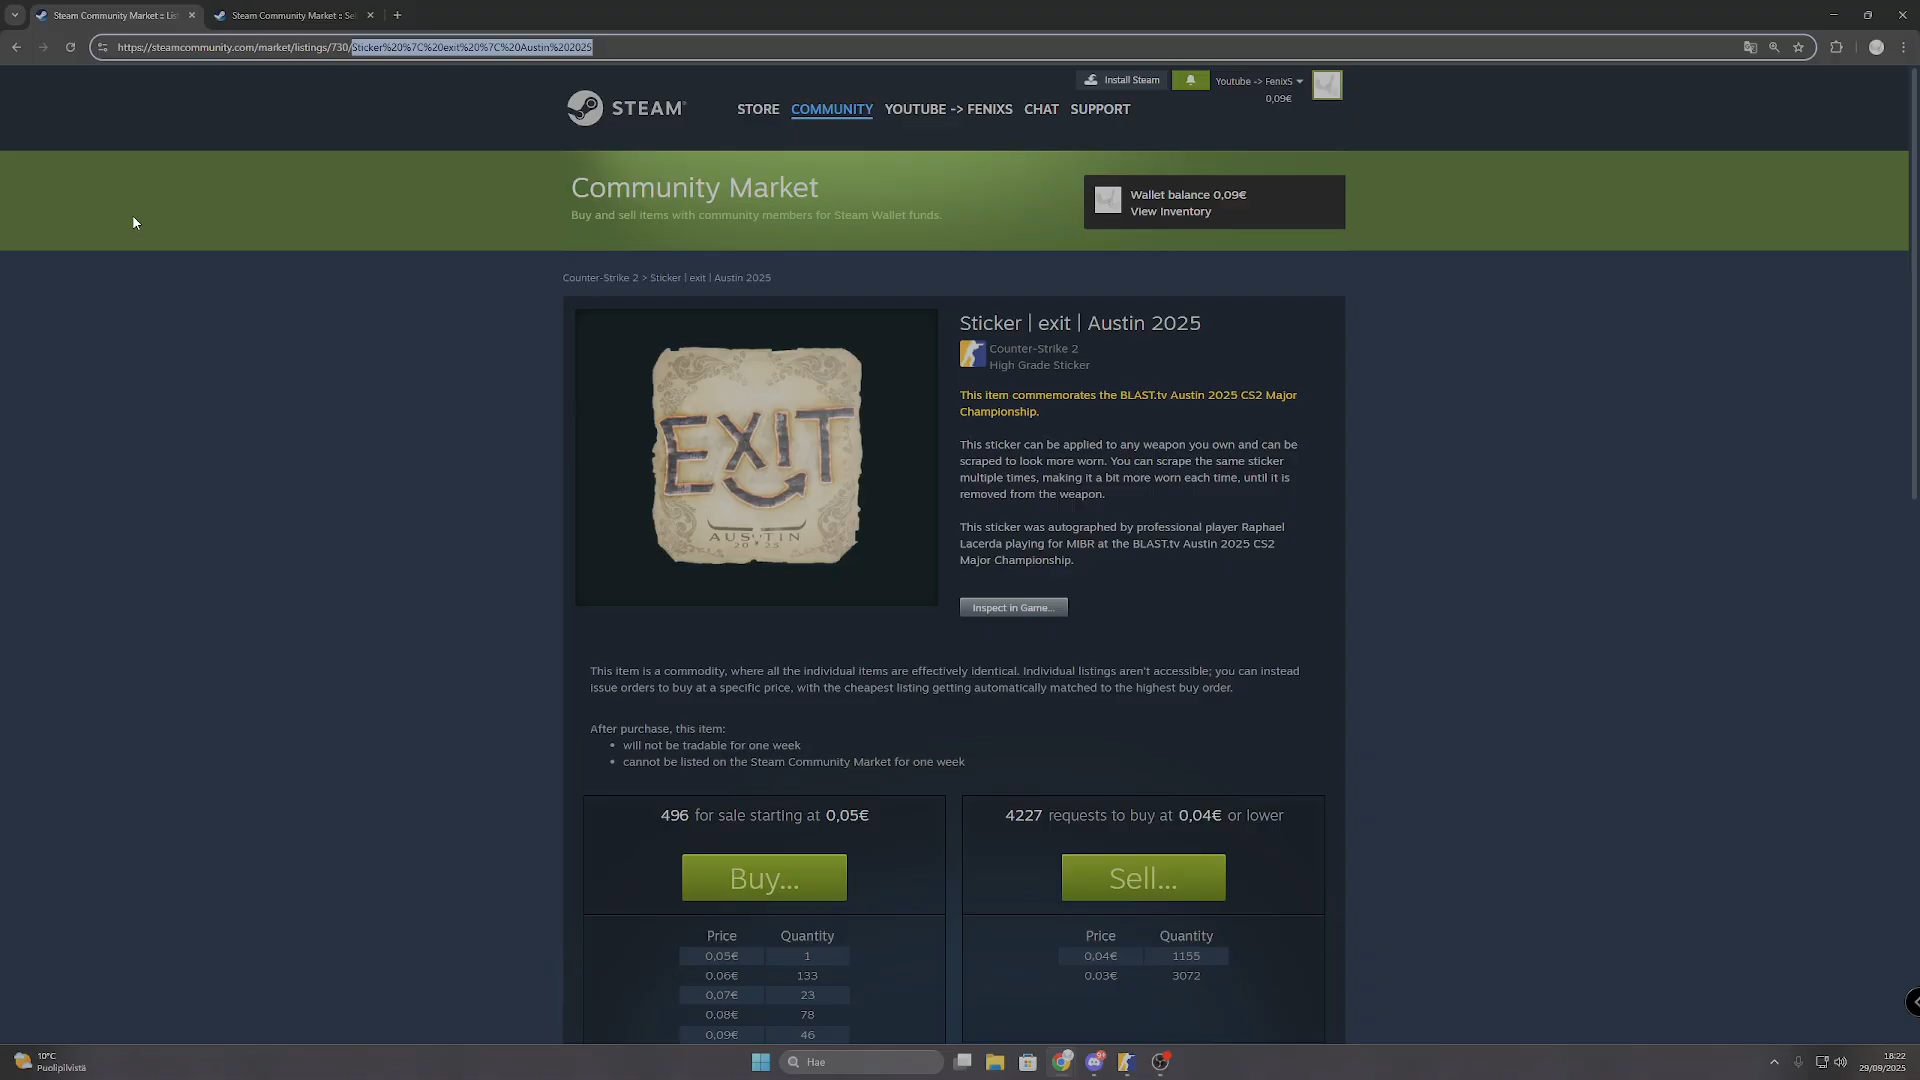 Steam Community Market :: Lis
Steam Community Market :: Se
https://steamcommunity.com/market/listings/730/Sticker%20%7C%20exit%20%7C%20Austin%202025
Install Steam
Youtube -> FenixS
0,09€
STEAM®
STORE
COMMUNITY
YOUTUBE -> FENIXS
CHAT
SUPPORT
Community Market
Buy and sell items with community members for Steam Wallet funds.
Wallet balance 0,09€
View Inventory
Counter-Strike 2 > Sticker | exit | Austin 2025
EXIT
AUSTIN
20 25
Sticker | exit | Austin 2025
Counter-Strike 2
High Grade Sticker
This item commemorates the BLAST.tv Austin 2025 CS2 Major
Championship.
This sticker can be applied to any weapon you own and can be
scraped to look more worn. You can scrape the same sticker
multiple times, making it a bit more worn each time, until it is
removed from the weapon.
This sticker was autographed by professional player Raphael
Lacerda playing for MIBR at the BLAST.tv Austin 2025 CS2
Major Championship.
Inspect in Game...
This item is a commodity, where all the individual items are effectively identical. Individual listings aren't accessible; you can instead
issue orders to buy at a specific price, with the cheapest listing getting automatically matched to the highest buy order.
After purchase, this item:
• will not be tradable for one week
• cannot be listed on the Steam Community Market for one week
496 for sale starting at 0,05€
Buy...
Price Quantity
0,05€ 1
0,06€ 133
0,07€ 23
0,08€ 78
0,09€ 46
4227 requests to buy at 0,04€ or lower
Sell...
Price Quantity
0,04€ 1155
0,03€ 3072
10°C
Puolipilvistä
Hae
18:22
29/09/2025